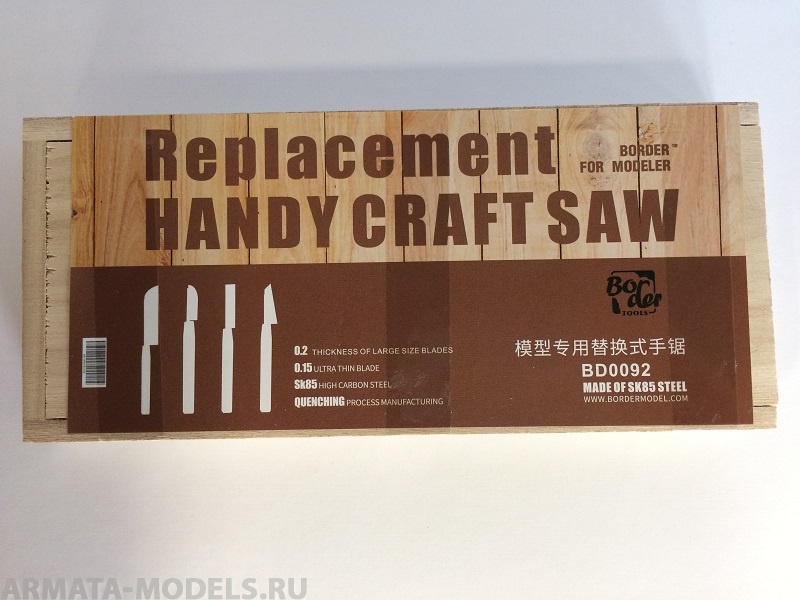 Replacement
BORDER™
FOR MODELER
HANDY CRAFT SAW
Border
TOOLS
0.2 THICKNESS OF LARGE SIZE BLADES
0.15 ULTRA THIN BLADE
Sk85 HIGH CARBON STEEL
QUENCHING PROCESS MANUFACTURING
模型专用替换式手锯
BD0092
MADE OF SK85 STEEL
WWW.BORDERMODEL.COM
ARMATA-MODELS.RU